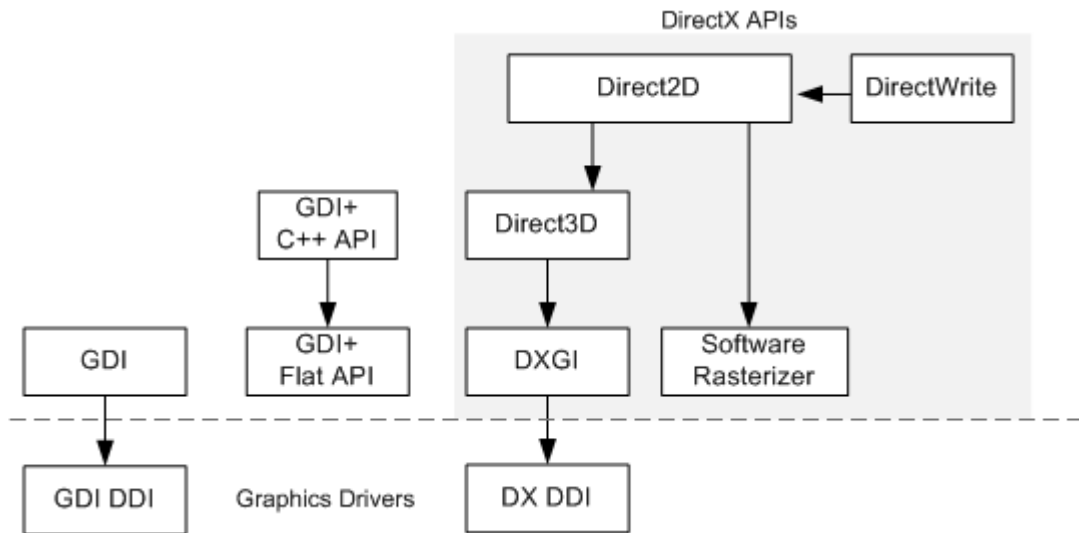 DirectX APIs
Direct2D
DirectWrite
GDI+
C++ API
Direct3D
GDI
GDI+
Flat API
DXGI
Software
Rasterizer
GDI DDI
Graphics Drivers
DX DDI